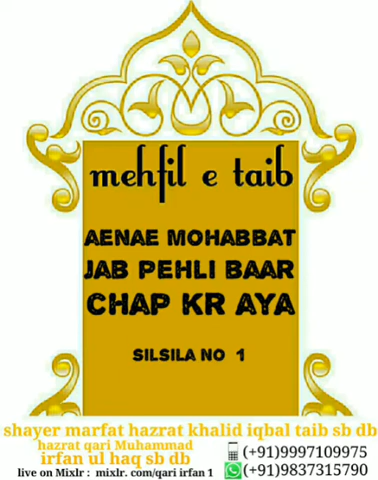 mehfil e taib
AENAE MOHABBAT
JAB PEHLI BAAR
CHAP KR AYA
SILSILA NO 1
shayer marfat hazrat khalid iqbal taib sb db
hazrat qari Muhammad
irfan ul haq sb db
(+91)9997109975
live on Mixlr : mixlr. com/qari irfan 1
(+91)9837315790